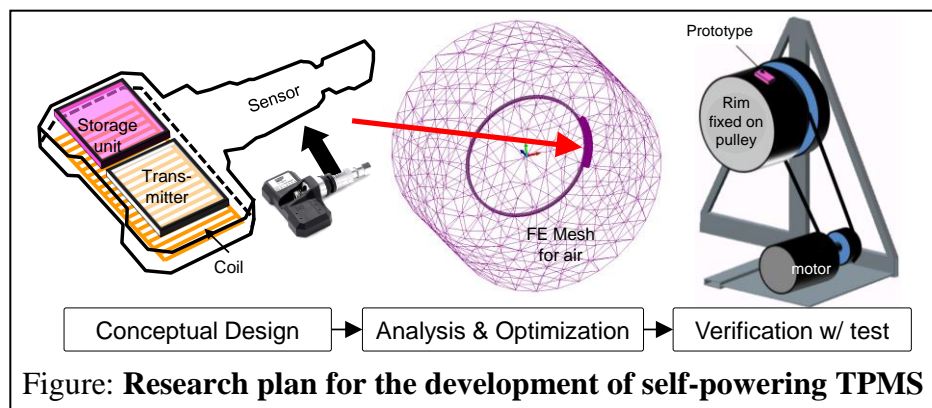 Storage
unit
Trans-
mitter
Coil
Sensor
FE Mesh
for air
Prototype
Rim
fixed on
pulley
motor
Conceptual Design
Analysis & Optimization
Verification w/ test
Figure: Research plan for the development of self-powering TPMS